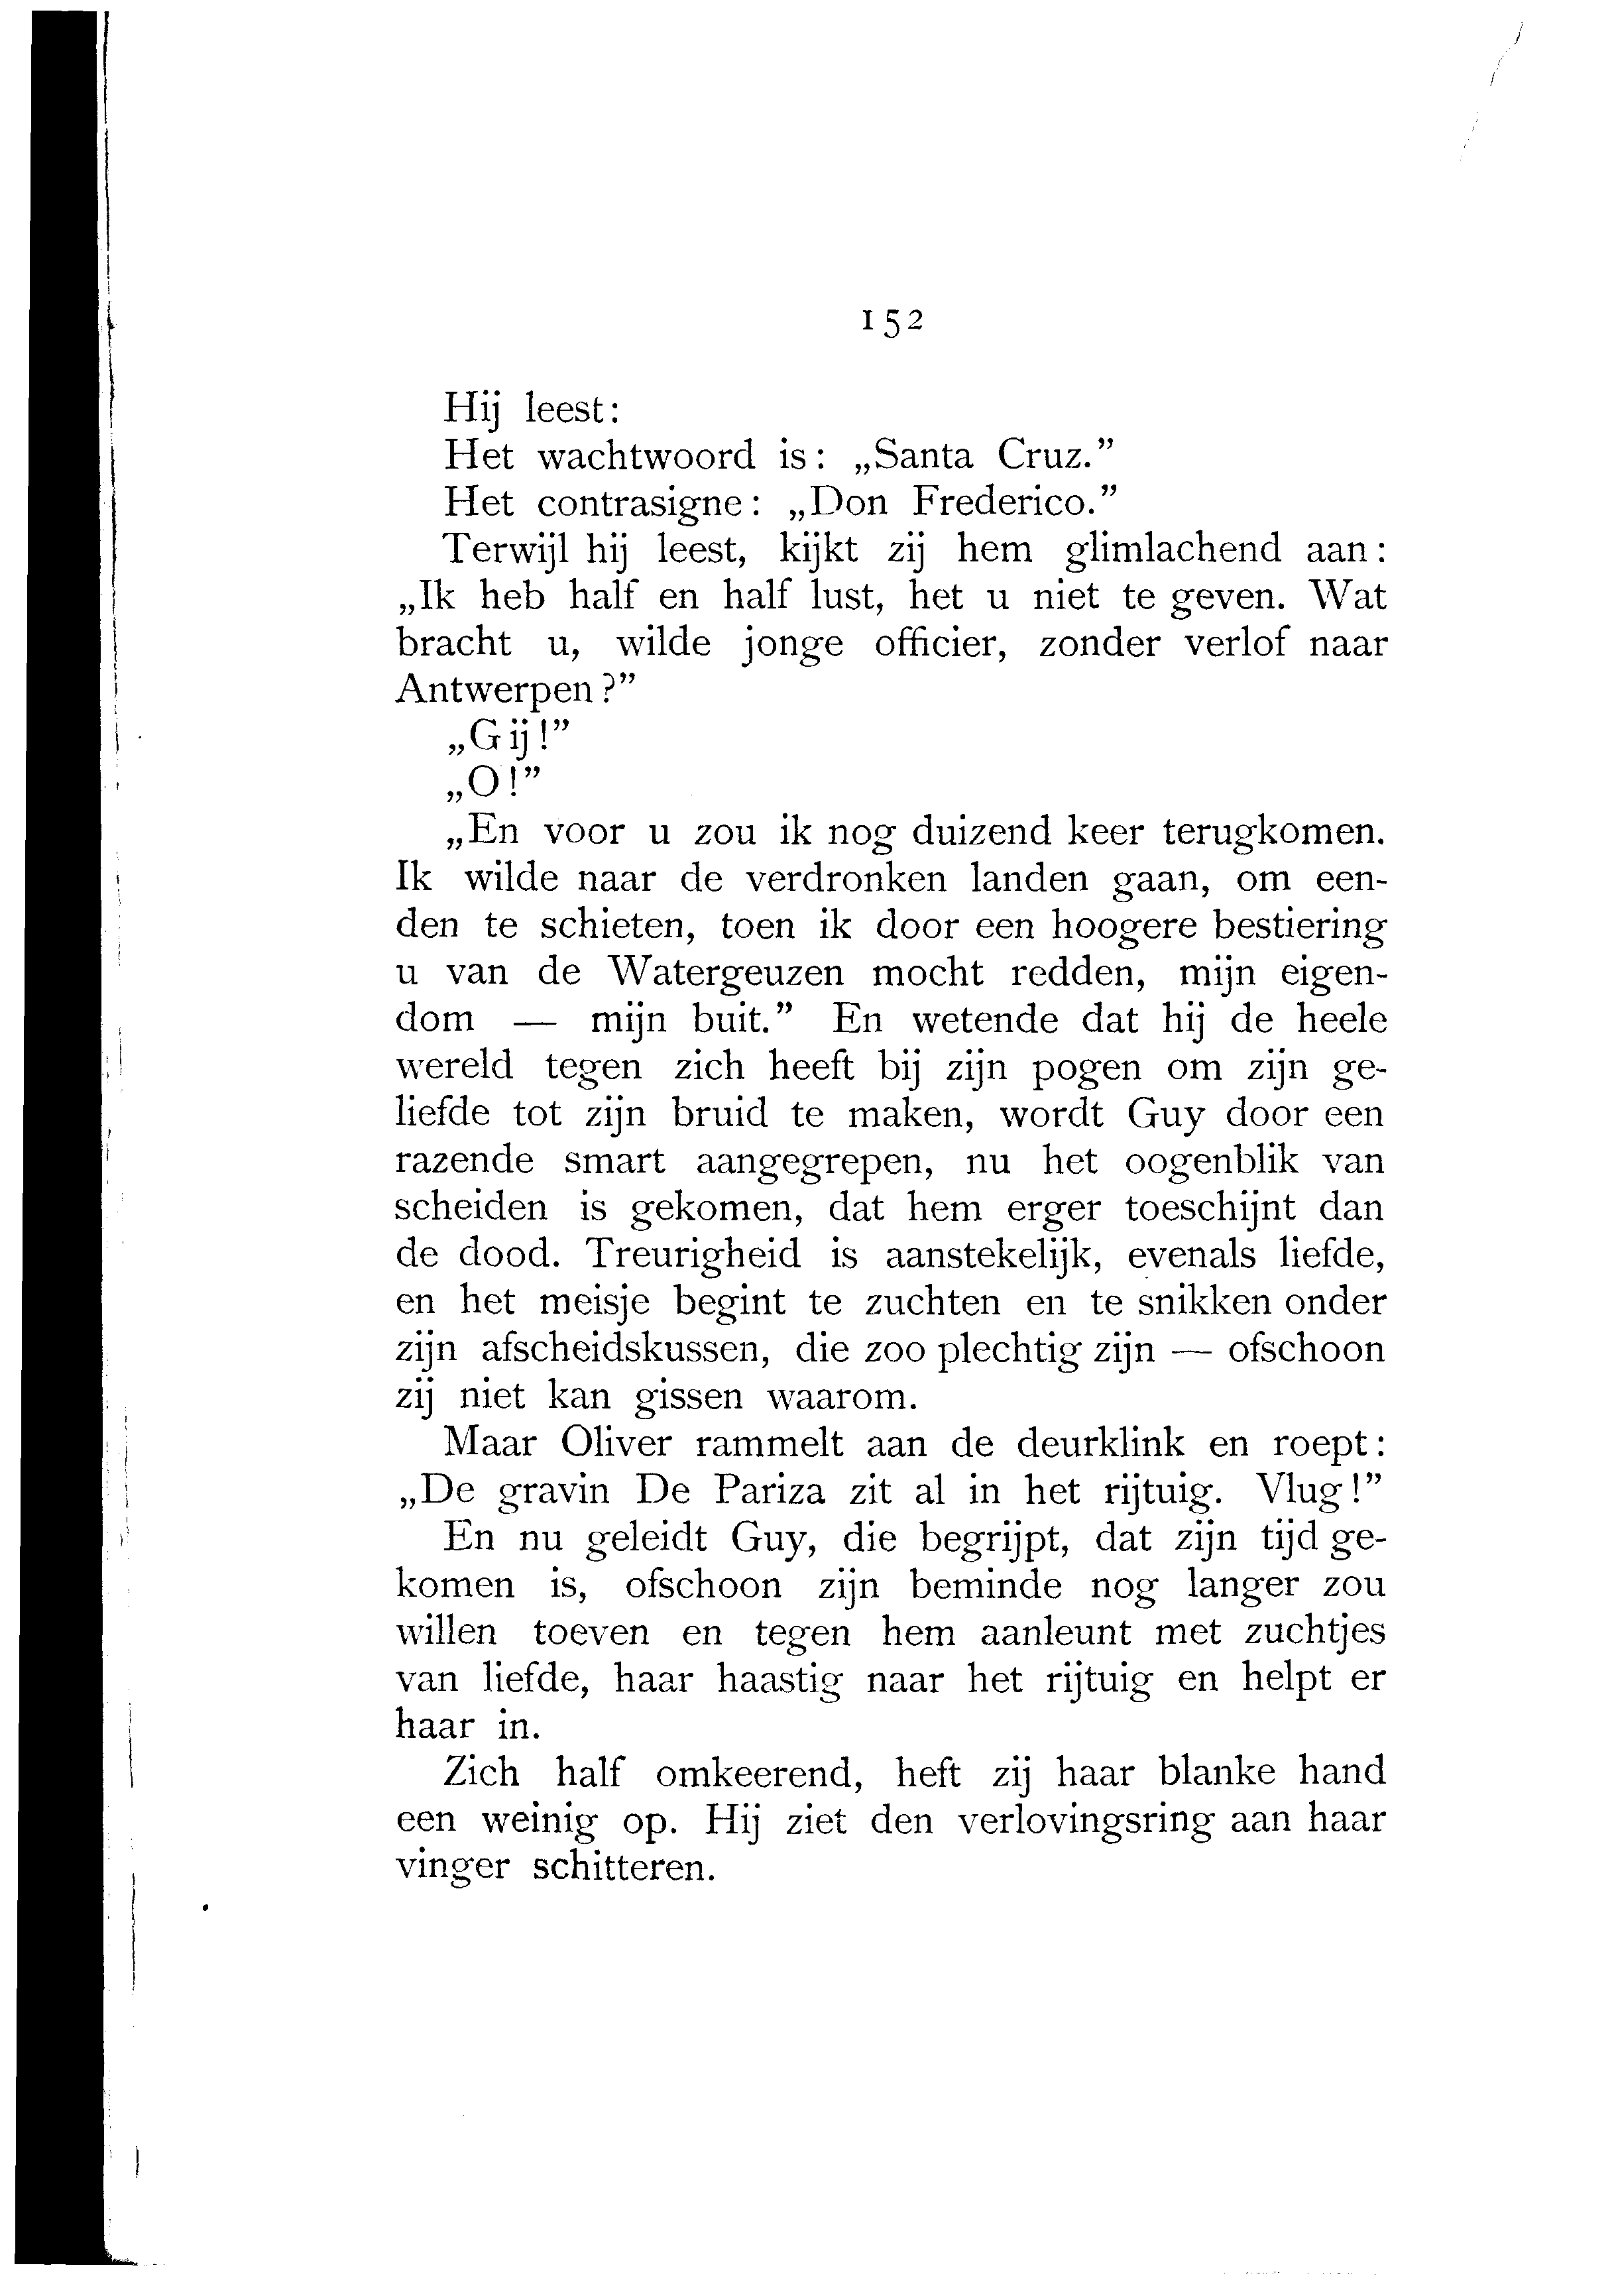 152
Hij leest:
Het wachtwoord is: „Santa Cruz.”
Het contrasigne: „Don Frederico.”
Terwijl hij leest, kijkt zij hem glimlachend aan:
„Ik heb half en half lust, het u niet te geven. Wat
bracht u, wilde jonge officier, zonder verlof naar
Antwerpen?”
„Gij!”
„O!”
„En voor u zou ik nog duizend keer terugkomen.
Ik wilde naar de verdronken landen gaan, om een-
den te schieten, toen ik door een hoogere bestiering
u van de Watergeuzen mocht redden, mijn eigen-
dom — mijn buit.” En wetende dat hij de heele
wereld tegen zich heeft bij zijn pogen om zijn ge-
liefde tot zijn bruid te maken, wordt Guy door een
razende smart aangegrepen, nu het oogenblik van
scheiden is gekomen, dat hem erger toeschijnt dan
de dood. Treurigheid is aanstekelijk, evenals liefde,
en het meisje begint te zuchten en te snikken onder
zijn afscheidskussen, die zoo plechtig zijn — ofschoon
zij niet kan gissen waarom.
Maar Oliver rammelt aan de deurklink en roept:
„De gravin De Pariza zit al in het rijtuig. Vlug!”
En nu geleidt Guy, die begrijpt, dat zijn tijd ge-
komen is, ofschoon zijn beminde nog langer zou
willen toeven en tegen hem aanleunt met zuchtjes
van liefde, haar haastig naar het rijtuig en helpt er
haar in.
Zich half omkeerend, heft zij haar blanke hand
een weinig op. Hij ziet den verlovingsring aan haar
vinger schitteren.